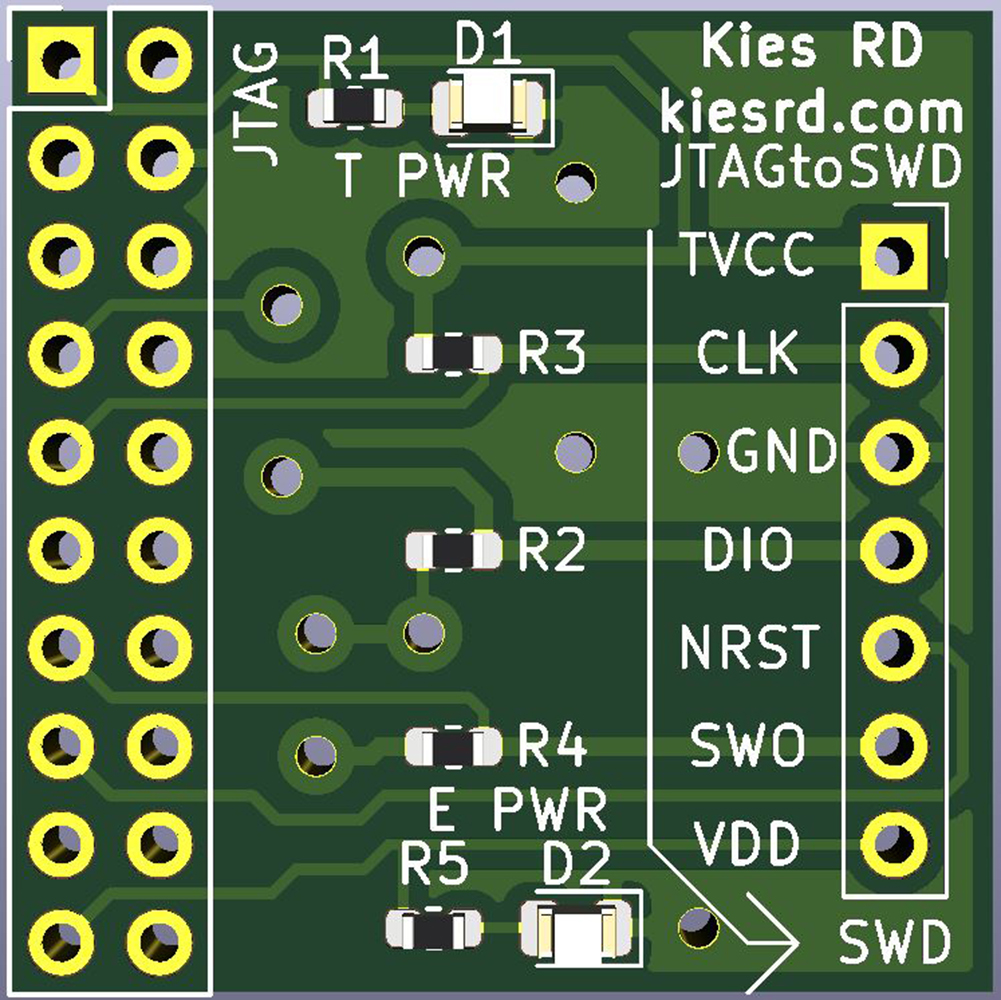 JTAG
R1
D1
T PWR
Kies RD
kiesrd.com
JTAGtoSWD
TVCC
R3
CLK
GND
R2
DIO
NRST
R4
SWO
E PWR
VDD
R5
D2
SWD